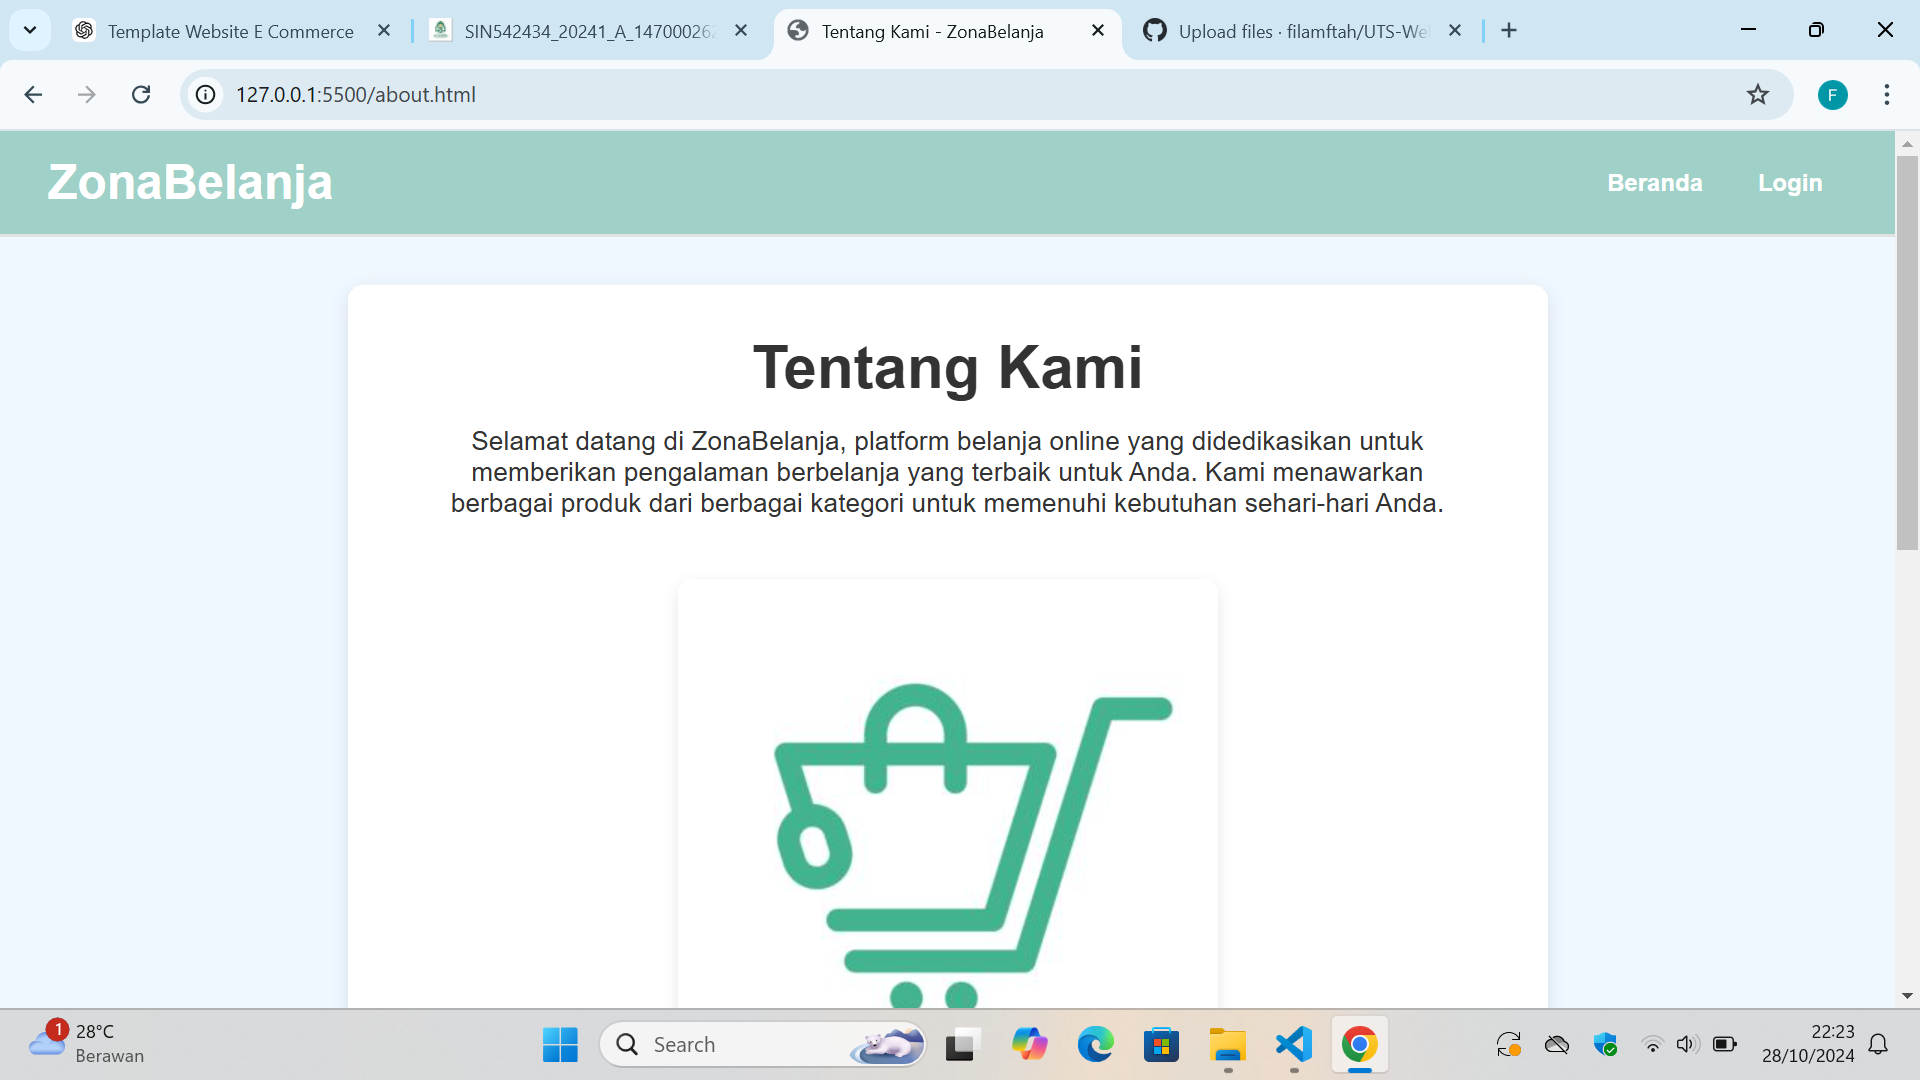 Template Website E Commerce
SIN542434_20241_A_14700026
Tentang Kami - ZonaBelanja
Upload files · filamftah/UTS-We
127.0.0.1:5500/about.html
F
ZonaBelanja
Beranda
Login
Tentang Kami
Selamat datang di ZonaBelanja, platform belanja online yang didedikasikan untuk
memberikan pengalaman berbelanja yang terbaik untuk Anda. Kami menawarkan
berbagai produk dari berbagai kategori untuk memenuhi kebutuhan sehari-hari Anda.
1
28°C
Berawan
Search
22:23
28/10/2024